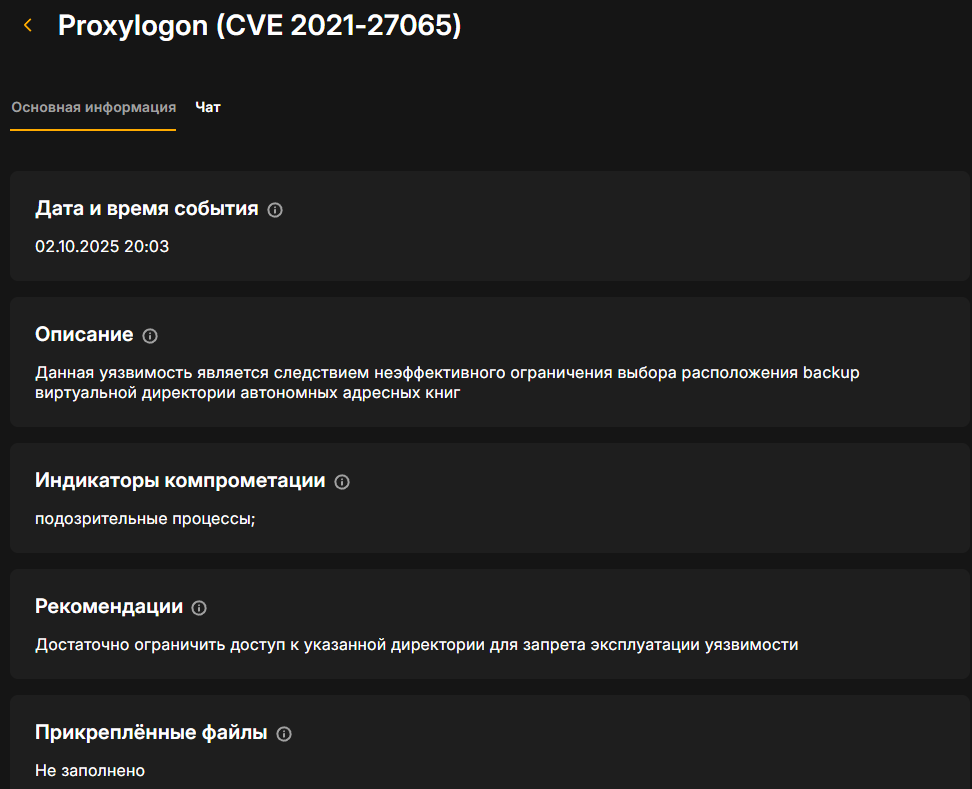 Proxylogon (CVE 2021-27065)
Основная информация Чат
Дата и время события
02.10.2025 20:03
Описание
Данная уязвимость является следствием неэффективного ограничения выбора расположения backup
виртуальной директории автономных адресных книг
Индикаторы компрометации
подозрительные процессы;
Рекомендации
Достаточно ограничить доступ к указанной директории для запрета эксплуатации уязвимости
Прикреплённые файлы
Не заполнено